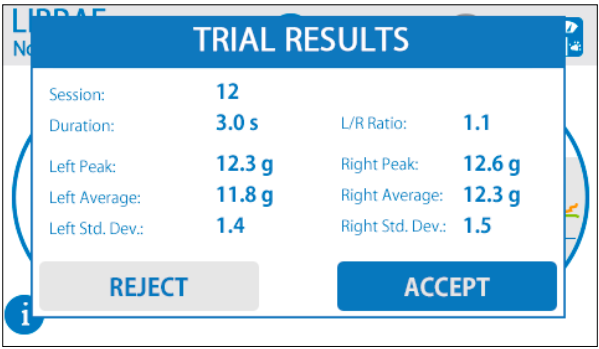 TRIAL RESULTS
Session: 12
Duration: 3.0 s L/R Ratio: 1.1
Left Peak: 12.3 g Right Peak: 12.6 g
Left Average: 11.8 g Right Average: 12.3 g
Left Std. Dev.: 1.4 Right Std. Dev.: 1.5
REJECT ACCEPT
i